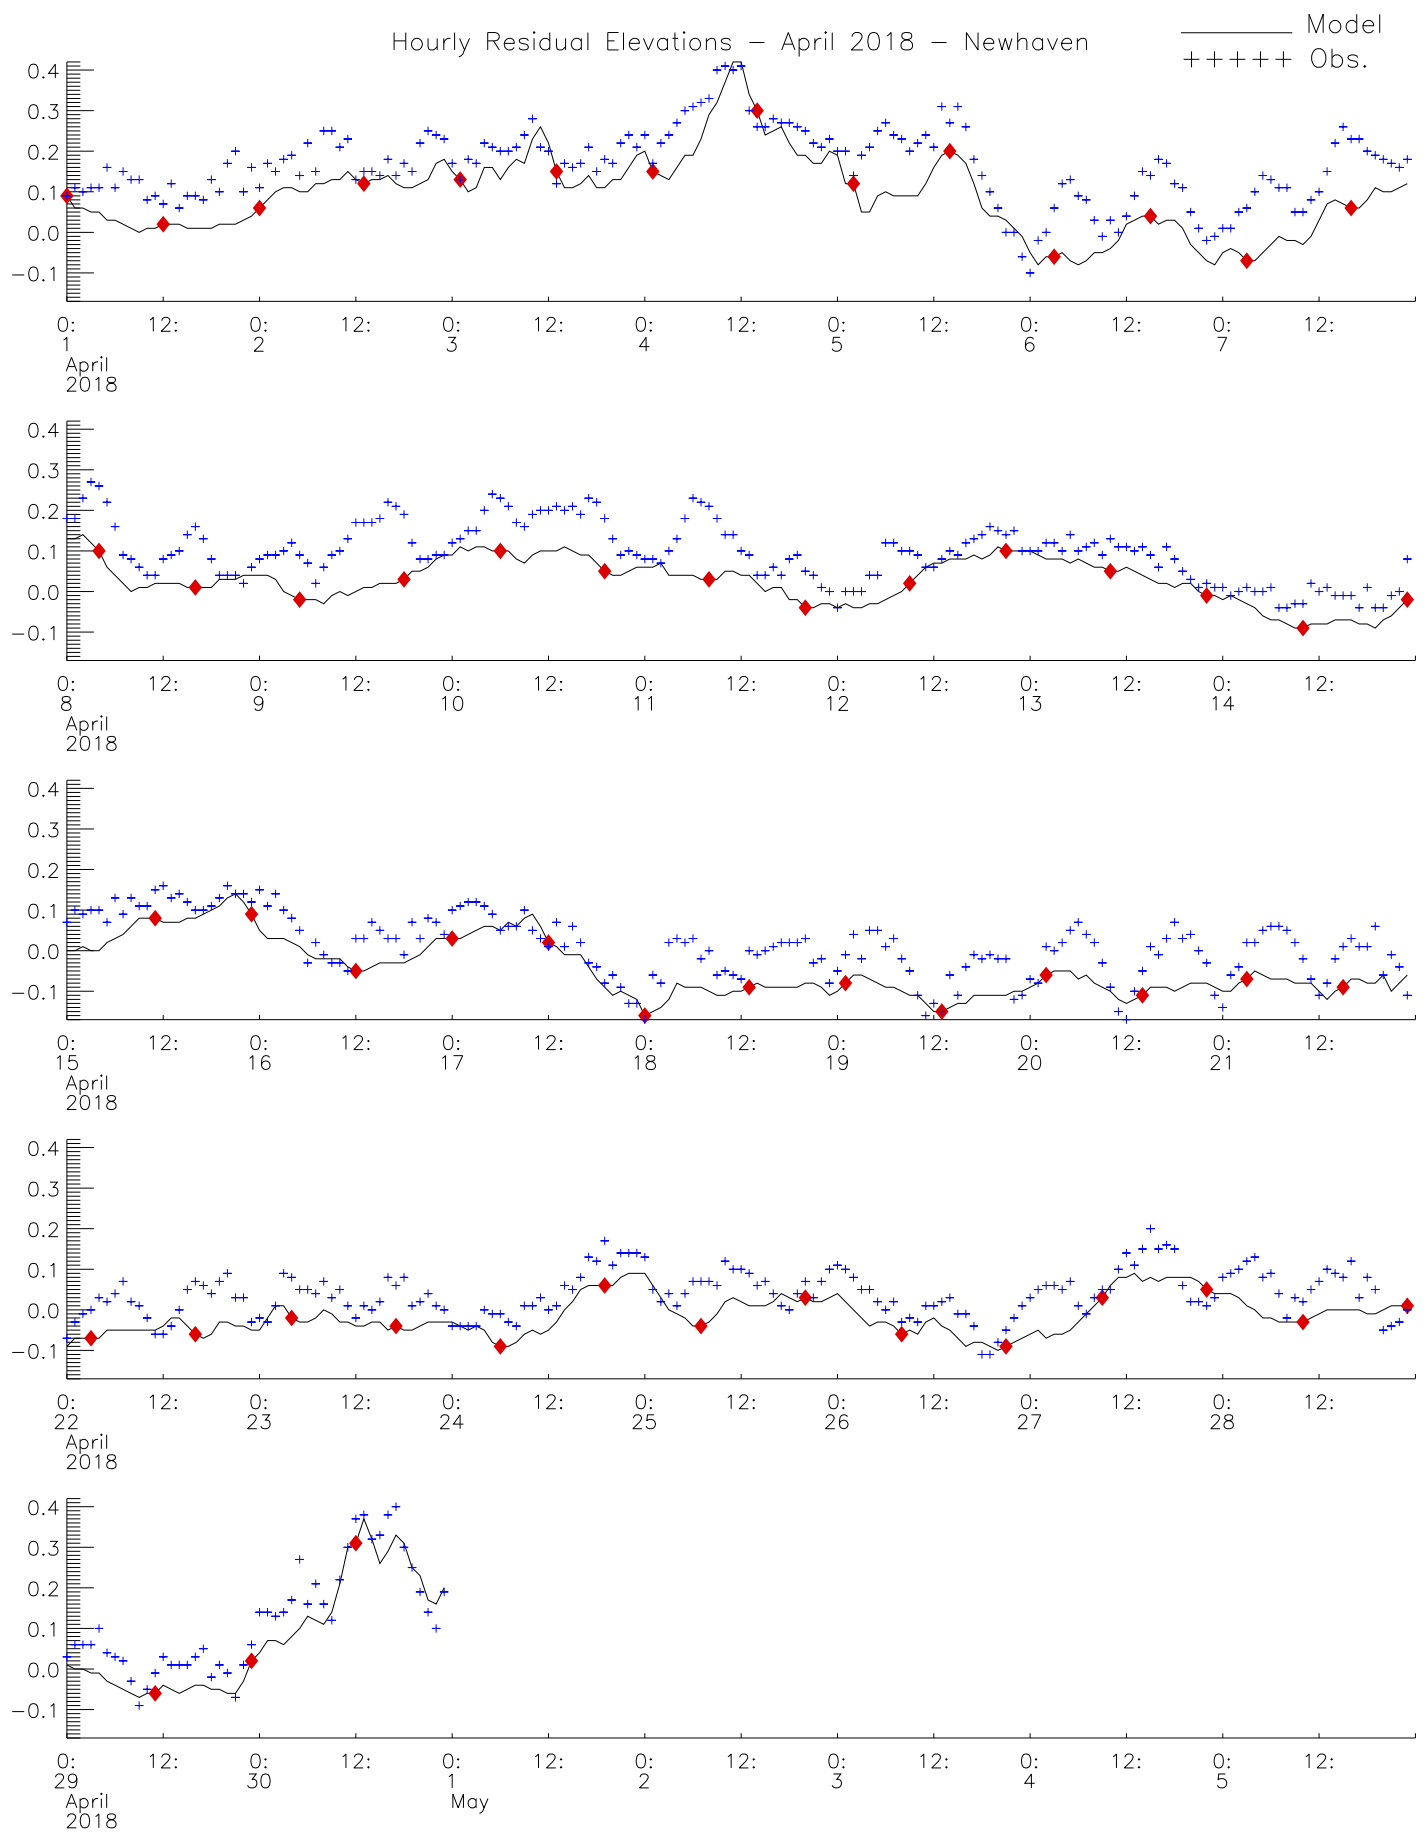 Hourly Residual Elevations – April 2018 – Newhaven
Model
+++++ Obs.
0.4
0.3
0.2
0.1
0.0
−0.1
0: 12: 0: 12: 0: 12: 0: 12: 0: 12: 0: 12: 0: 12:
1 2 3 4 5 6 7
April
2018
0.4
0.3
0.2
0.1
0.0
−0.1
0: 12: 0: 12: 0: 12: 0: 12: 0: 12: 0: 12: 0: 12:
8 9 10 11 12 13 14
April
2018
0.4
0.3
0.2
0.1
0.0
−0.1
0: 12: 0: 12: 0: 12: 0: 12: 0: 12: 0: 12: 0: 12:
15 16 17 18 19 20 21
April
2018
0.4
0.3
0.2
0.1
0.0
−0.1
0: 12: 0: 12: 0: 12: 0: 12: 0: 12: 0: 12: 0: 12:
22 23 24 25 26 27 28
April
2018
0.4
0.3
0.2
0.1
0.0
−0.1
0: 12: 0: 12: 0: 12: 0: 12: 0: 12: 0: 12: 0: 12:
29 30 1 2 3 4 5
April May
2018